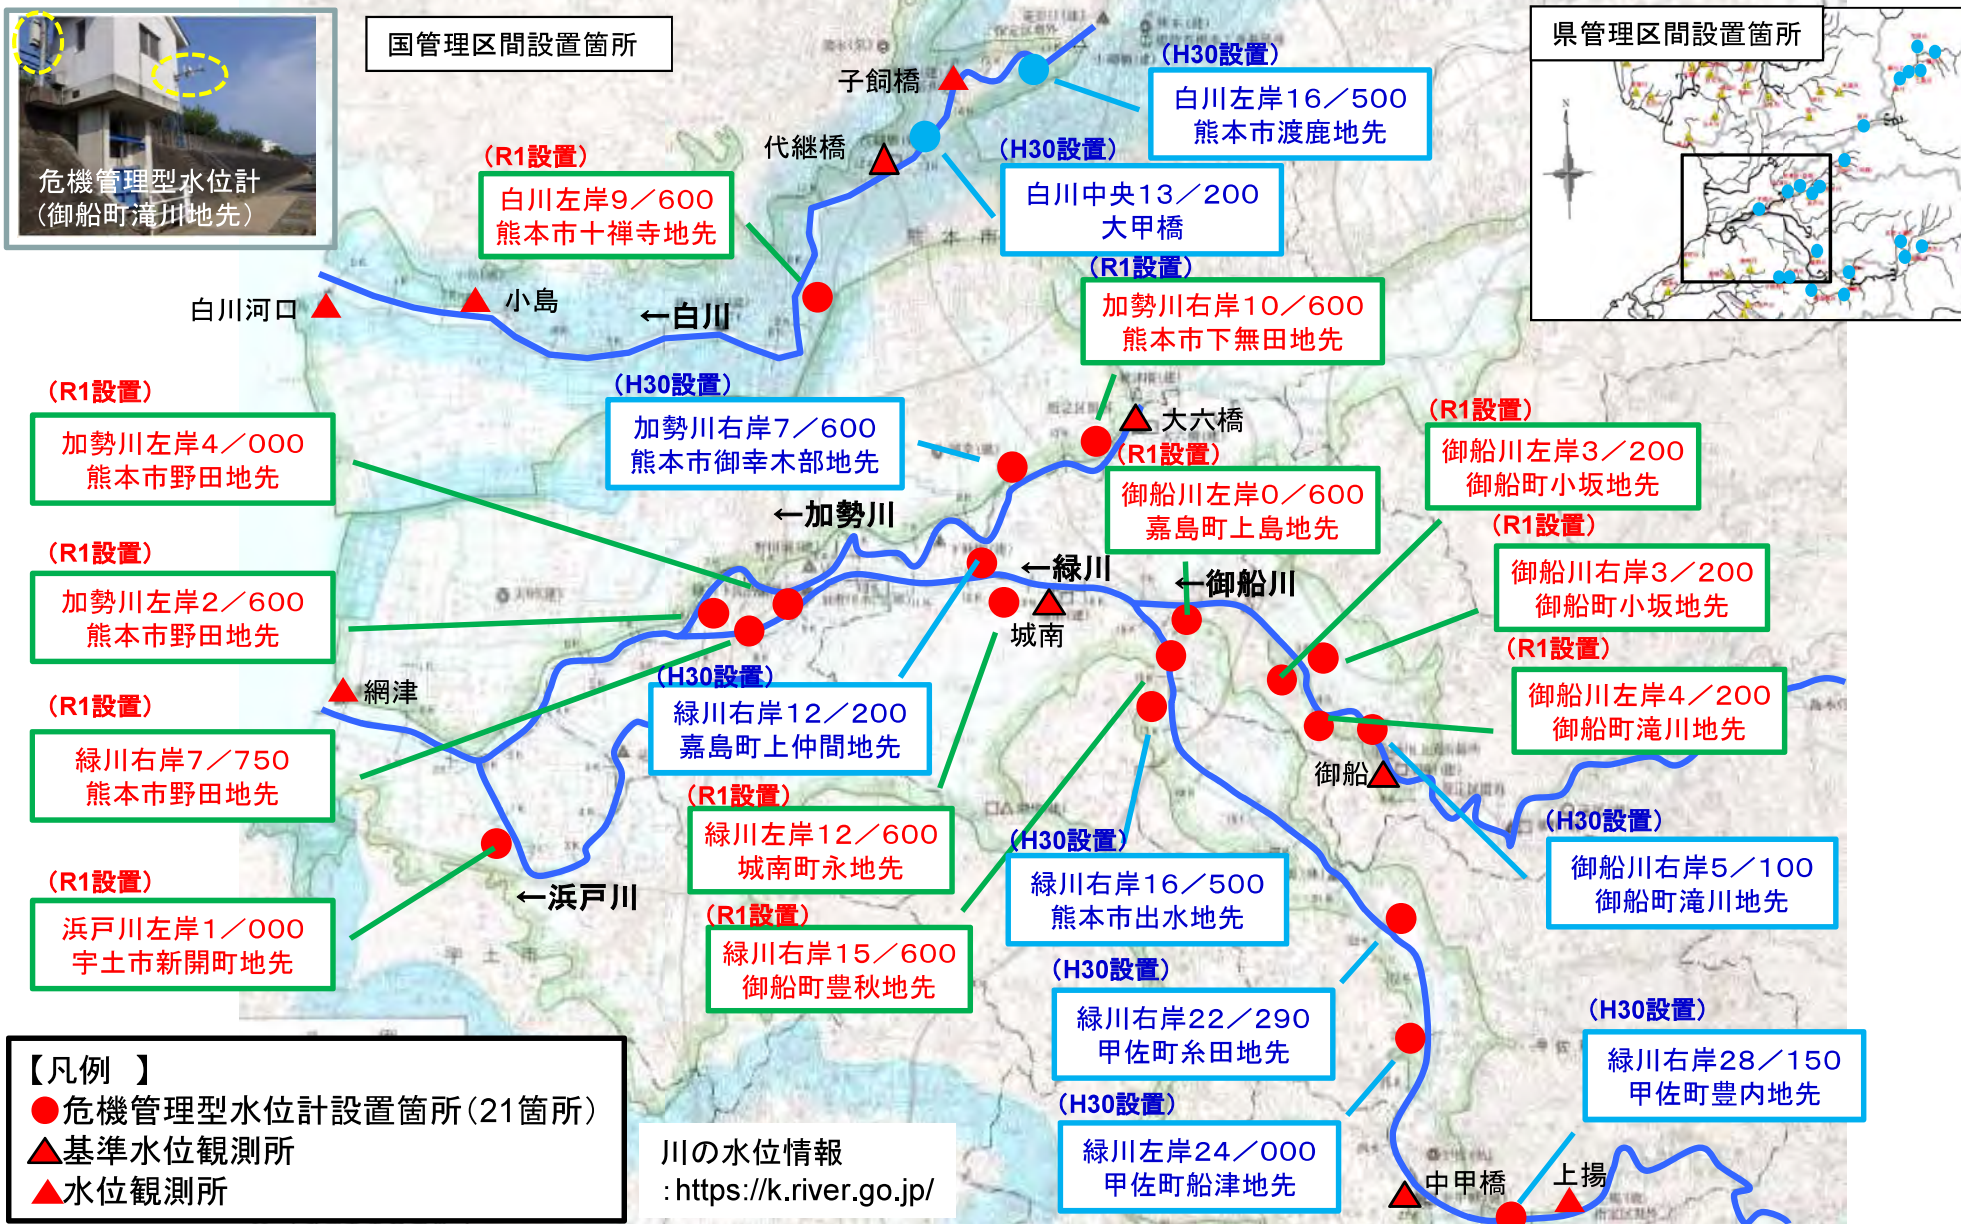 国管理区間設置箇所
県管理区間設置箇所
危機管理型水位計
(御船町滝川地先)
子飼橋
(H30設置)
白川左岸16／500
熊本市渡鹿地先
代継橋
(H30設置)
白川中央13／200
大甲橋
(R1設置)
白川左岸9／600
熊本市十禅寺地先
白川河口
小島
←白川
(R1設置)
加勢川右岸10／600
熊本市下無田地先
(R1設置)
加勢川左岸4／000
熊本市野田地先
(H30設置)
加勢川右岸7／600
熊本市御幸木部地先
大六橋
(R1設置)
御船川左岸0／600
嘉島町上島地先
(R1設置)
御船川左岸3／200
御船町小坂地先
←加勢川
(R1設置)
御船川右岸3／200
御船町小坂地先
(R1設置)
加勢川左岸2／600
熊本市野田地先
←緑川
←御船川
城南
(R1設置)
御船川左岸4／200
御船町滝川地先
網津
(H30設置)
緑川右岸12／200
嘉島町上仲間地先
(R1設置)
緑川右岸7／750
熊本市野田地先
御船
(R1設置)
緑川左岸12／600
城南町永地先
(H30設置)
緑川右岸16／500
熊本市出水地先
(H30設置)
御船川右岸5／100
御船町滝川地先
(R1設置)
浜戸川左岸1／000
宇土市新開町地先
←浜戸川
(R1設置)
緑川右岸15／600
御船町豊秋地先
(H30設置)
緑川右岸22／290
甲佐町糸田地先
(H30設置)
緑川右岸28／150
甲佐町豊内地先
(H30設置)
緑川左岸24／000
甲佐町船津地先
中甲橋
上揚
【凡例　】
危機管理型水位計設置箇所(21箇所)
基準水位観測所
水位観測所
川の水位情報
：https://k.river.go.jp/